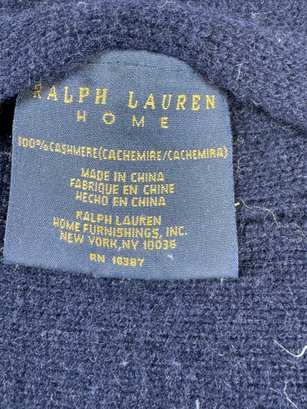 RALPH LAUREN
HOME
100% CASHMERE (CACHEMIRE/CACHEMIRA)
MADE IN CHINA
FABRIQUE EN CHINE
HECHO EN CHINA
RALPH LAUREN
HOME FURNISHINGS, INC.
NEW YORK, NY 10036
RN 16387